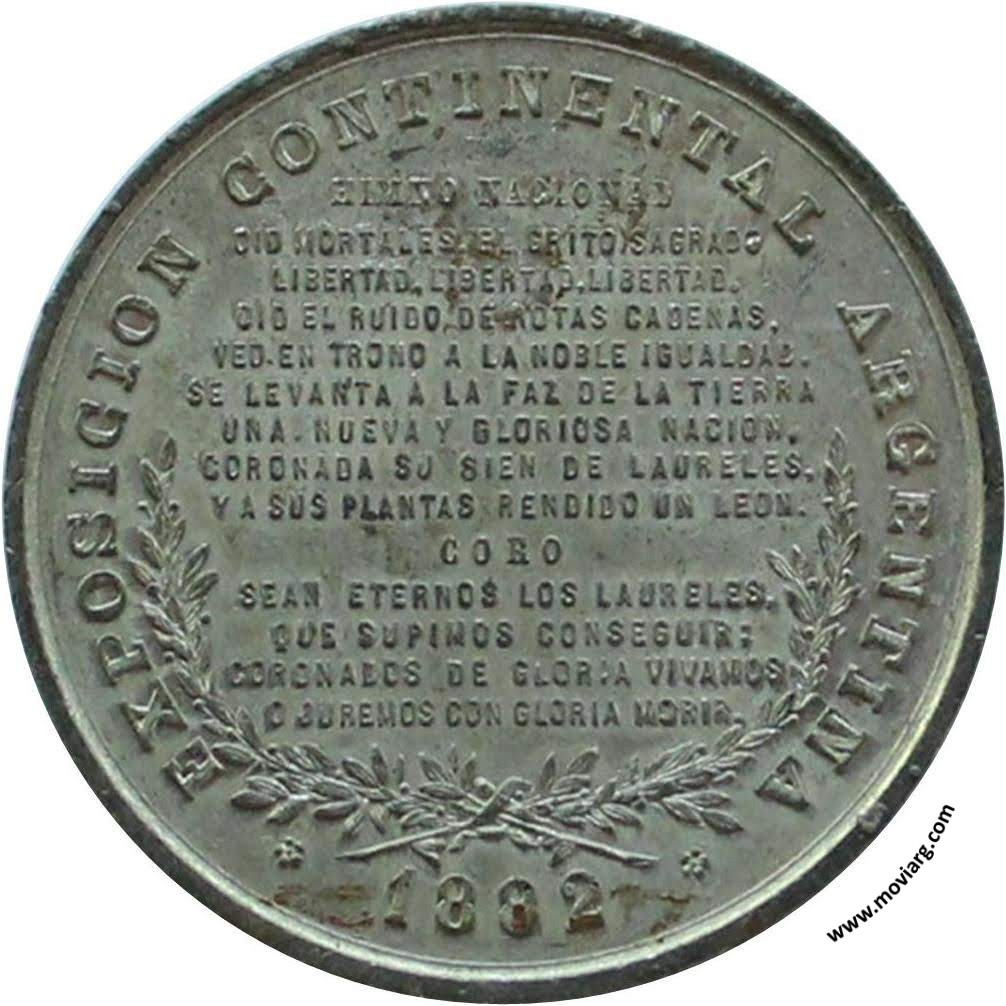 EXPOSICION CONTINENTAL ARGENTINA
HIMNO NACIONAL
OID MORTALES, EL GRITO SAGRADO
LIBERTAD, LIBERTAD, LIBERTAD.
OID EL RUIDO, DE ROTAS CADENAS,
VED-EN TRONO A LA NOBLE IGUALDAD.
SE LEVANTA Á LA FAZ DE LA TIERRA
UNA. NUEVA Y GLORIOSA NACION.
CORONADA SU SIEN DE LAURELES,
Y A SUS PLANTAS RENDIDO UN LEON.
CORO
SEAN ETERNOS LOS LAURELES,
QUE SUPIMOS CONSEGUIR;
CORONADOS DE GLORIA VIVAMOS
O JUREMOS CON GLORIA MORIR.
1882
www.moviarg.com